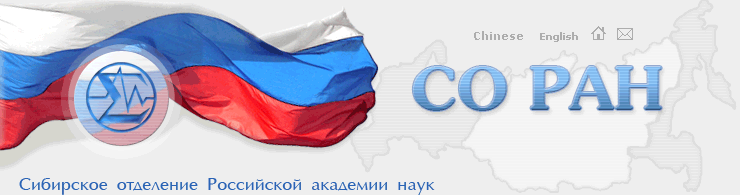 Chinese English
СО РАН
Сибирское отделение Российской академии наук